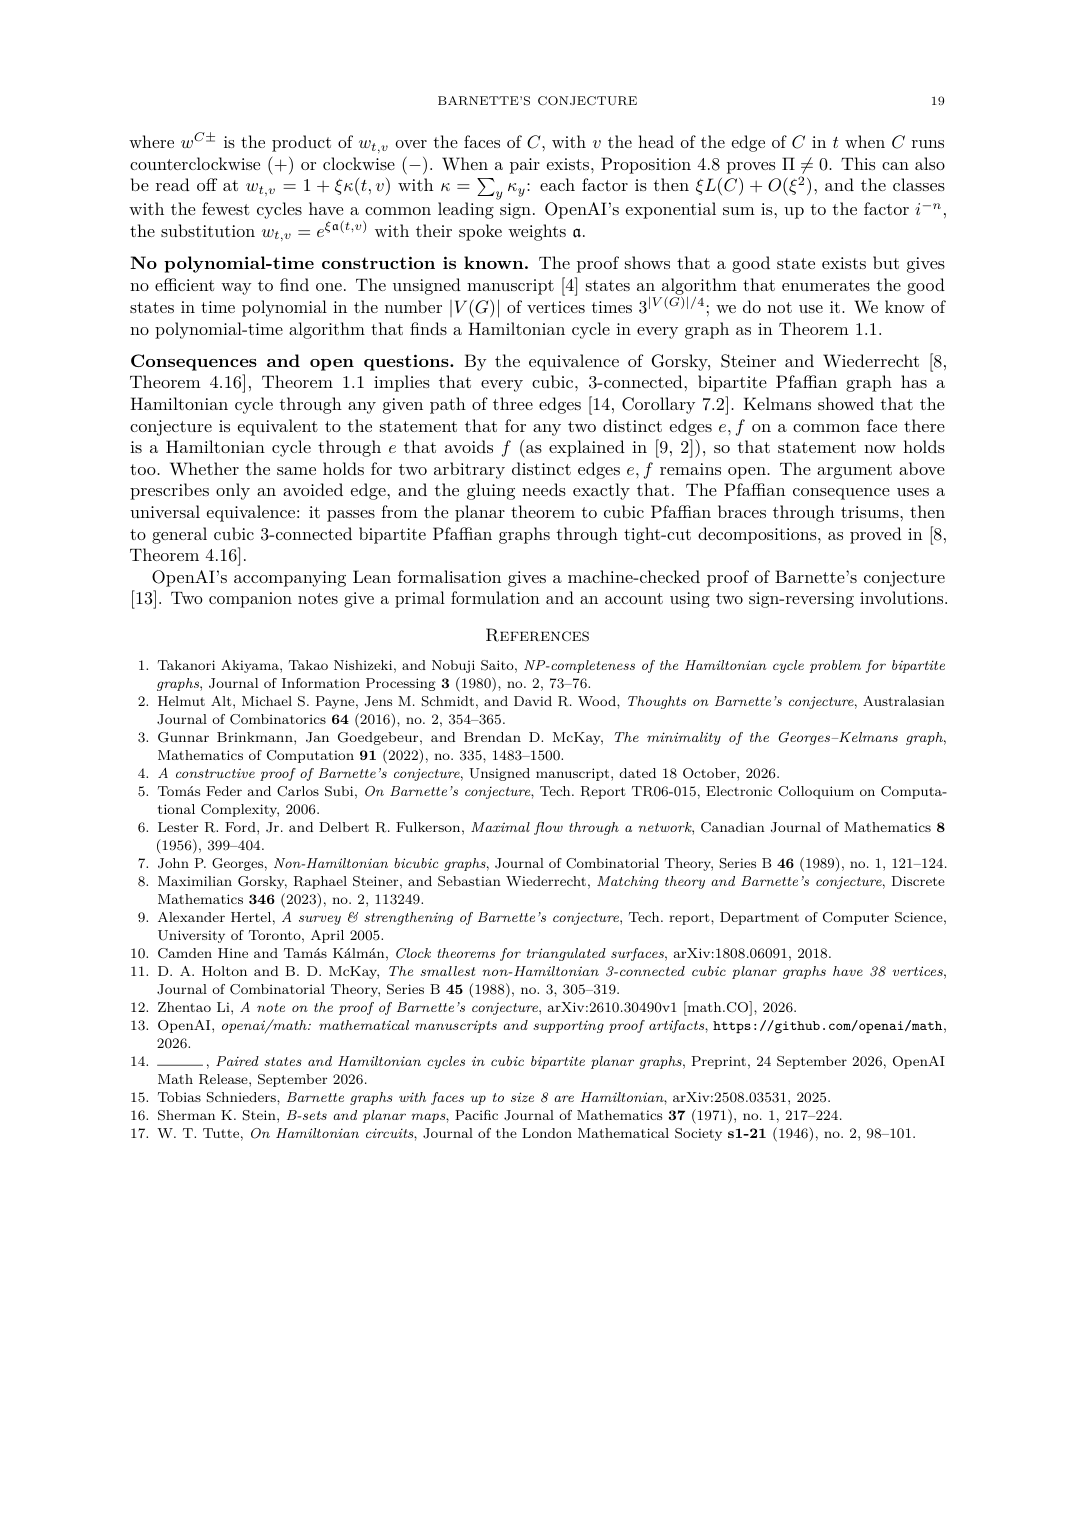 BARNETTE'S CONJECTURE 19
where w^{C±} is the product of w_{t,v} over the faces of C, with v the head of the edge of C in t when C runs
counterclockwise (+) or clockwise (−). When a pair exists, Proposition 4.8 proves Π ≠ 0. This can also
be read off at w_{t,v} = 1 + ξκ(t, v) with κ = ∑_y κ_y: each factor is then ξL(C) + O(ξ²), and the classes
with the fewest cycles have a common leading sign. OpenAI's exponential sum is, up to the factor i^{−n},
the substitution w_{t,v} = e^{ξ𝔞(t,v)} with their spoke weights 𝔞.
No polynomial-time construction is known. The proof shows that a good state exists but gives
no efficient way to find one. The unsigned manuscript [4] states an algorithm that enumerates the good
states in time polynomial in the number |V(G)| of vertices times 3^{|V(G)|/4}; we do not use it. We know of
no polynomial-time algorithm that finds a Hamiltonian cycle in every graph as in Theorem 1.1.
Consequences and open questions. By the equivalence of Gorsky, Steiner and Wiederrecht [8,
Theorem 4.16], Theorem 1.1 implies that every cubic, 3-connected, bipartite Pfaffian graph has a
Hamiltonian cycle through any given path of three edges [14, Corollary 7.2]. Kelmans showed that the
conjecture is equivalent to the statement that for any two distinct edges e, f on a common face there
is a Hamiltonian cycle through e that avoids f (as explained in [9, 2]), so that statement now holds
too. Whether the same holds for two arbitrary distinct edges e, f remains open. The argument above
prescribes only an avoided edge, and the gluing needs exactly that. The Pfaffian consequence uses a
universal equivalence: it passes from the planar theorem to cubic Pfaffian braces through trisums, then
to general cubic 3-connected bipartite Pfaffian graphs through tight-cut decompositions, as proved in [8,
Theorem 4.16].
OpenAI's accompanying Lean formalisation gives a machine-checked proof of Barnette's conjecture
[13]. Two companion notes give a primal formulation and an account using two sign-reversing involutions.
References
1. Takanori Akiyama, Takao Nishizeki, and Nobuji Saito, NP-completeness of the Hamiltonian cycle problem for bipartite
graphs, Journal of Information Processing 3 (1980), no. 2, 73–76.
2. Helmut Alt, Michael S. Payne, Jens M. Schmidt, and David R. Wood, Thoughts on Barnette's conjecture, Australasian
Journal of Combinatorics 64 (2016), no. 2, 354–365.
3. Gunnar Brinkmann, Jan Goedgebeur, and Brendan D. McKay, The minimality of the Georges–Kelmans graph,
Mathematics of Computation 91 (2022), no. 335, 1483–1500.
4. A constructive proof of Barnette's conjecture, Unsigned manuscript, dated 18 October, 2026.
5. Tomás Feder and Carlos Subi, On Barnette's conjecture, Tech. Report TR06-015, Electronic Colloquium on Computa-
tional Complexity, 2006.
6. Lester R. Ford, Jr. and Delbert R. Fulkerson, Maximal flow through a network, Canadian Journal of Mathematics 8
(1956), 399–404.
7. John P. Georges, Non-Hamiltonian bicubic graphs, Journal of Combinatorial Theory, Series B 46 (1989), no. 1, 121–124.
8. Maximilian Gorsky, Raphael Steiner, and Sebastian Wiederrecht, Matching theory and Barnette's conjecture, Discrete
Mathematics 346 (2023), no. 2, 113249.
9. Alexander Hertel, A survey & strengthening of Barnette's conjecture, Tech. report, Department of Computer Science,
University of Toronto, April 2005.
10. Camden Hine and Tamás Kálmán, Clock theorems for triangulated surfaces, arXiv:1808.06091, 2018.
11. D. A. Holton and B. D. McKay, The smallest non-Hamiltonian 3-connected cubic planar graphs have 38 vertices,
Journal of Combinatorial Theory, Series B 45 (1988), no. 3, 305–319.
12. Zhentao Li, A note on the proof of Barnette's conjecture, arXiv:2610.30490v1 [math.CO], 2026.
13. OpenAI, openai/math: mathematical manuscripts and supporting proof artifacts, https://github.com/openai/math,
2026.
14. _____, Paired states and Hamiltonian cycles in cubic bipartite planar graphs, Preprint, 24 September 2026, OpenAI
Math Release, September 2026.
15. Tobias Schnieders, Barnette graphs with faces up to size 8 are Hamiltonian, arXiv:2508.03531, 2025.
16. Sherman K. Stein, B-sets and planar maps, Pacific Journal of Mathematics 37 (1971), no. 1, 217–224.
17. W. T. Tutte, On Hamiltonian circuits, Journal of the London Mathematical Society s1-21 (1946), no. 2, 98–101.